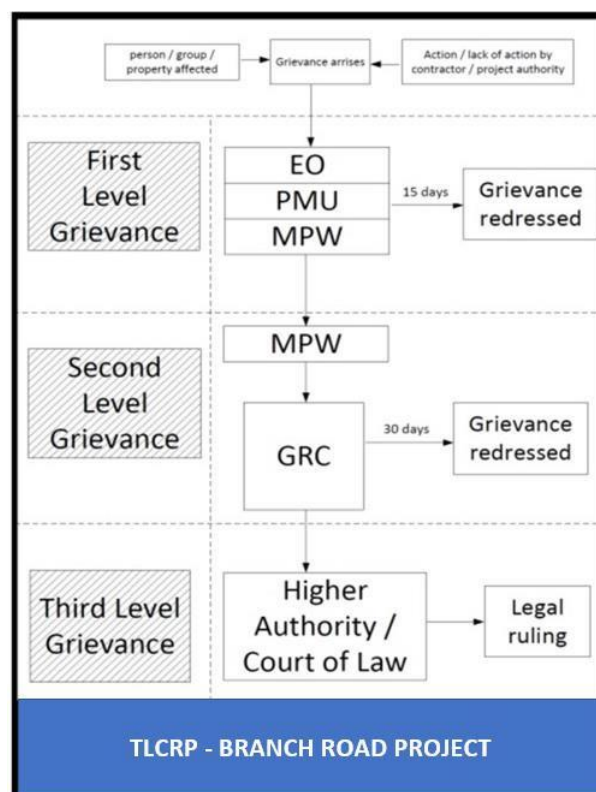 person / group
/ property
affected
Grievance arrises
Action / lack of action by
contractor / project authority
First
Level
Grievance
EO
PMU
MPW
15 days
Grievance
redressed
Second
Level
Grievance
MPW
GRC
30 days
Grievance
redressed
Third Level
Grievance
Higher
Authority /
Court of Law
Legal
ruling
TLCRP - BRANCH ROAD PROJECT